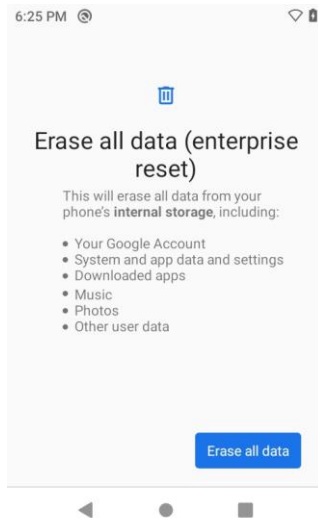 6:25 PM
Erase all data (enterprise
reset)
This will erase all data from your
phone's internal storage, including:
• Your Google Account
• System and app data and settings
• Downloaded apps
• Music
• Photos
• Other user data
Erase all data